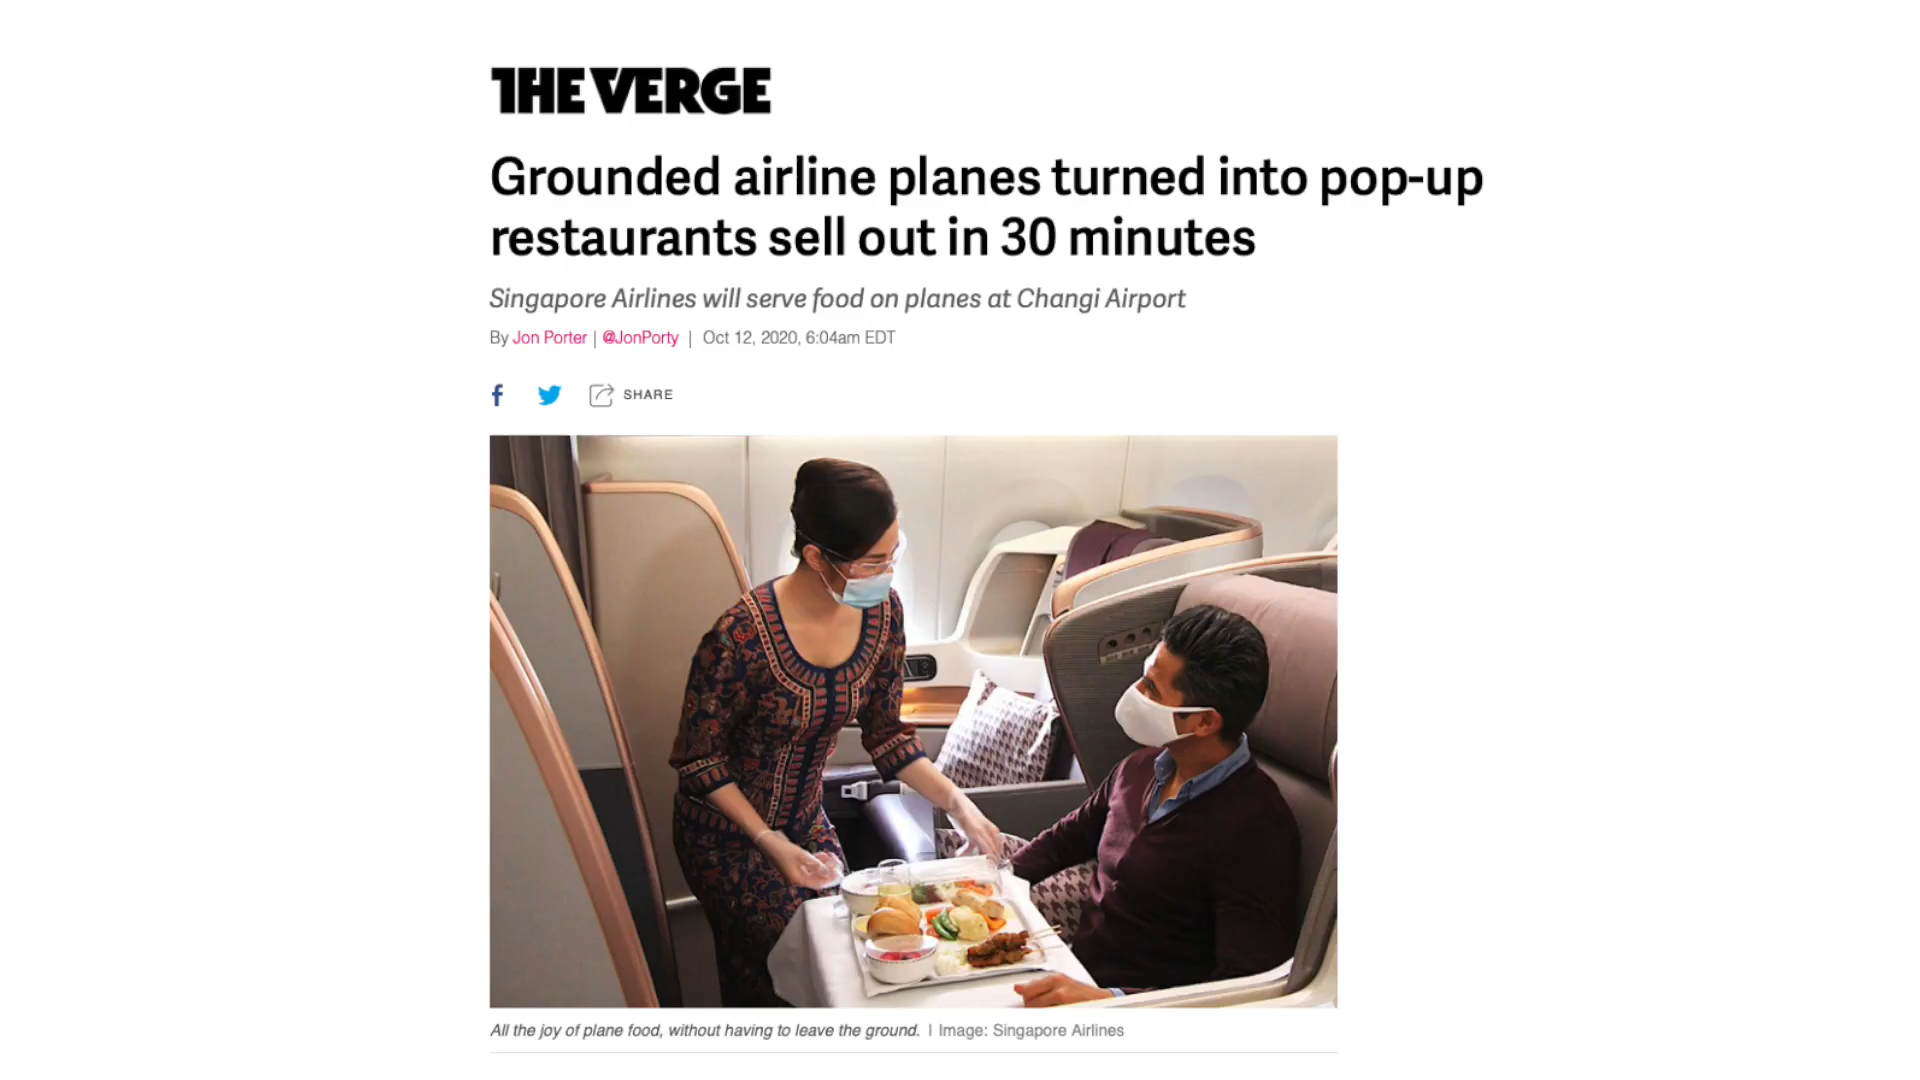 THE VERGE
Grounded airline planes turned into pop-up
restaurants sell out in 30 minutes
Singapore Airlines will serve food on planes at Changi Airport
By Jon Porter | @JonPorty | Oct 12, 2020, 6:04am EDT
SHARE
All the joy of plane food, without having to leave the ground. | Image: Singapore Airlines